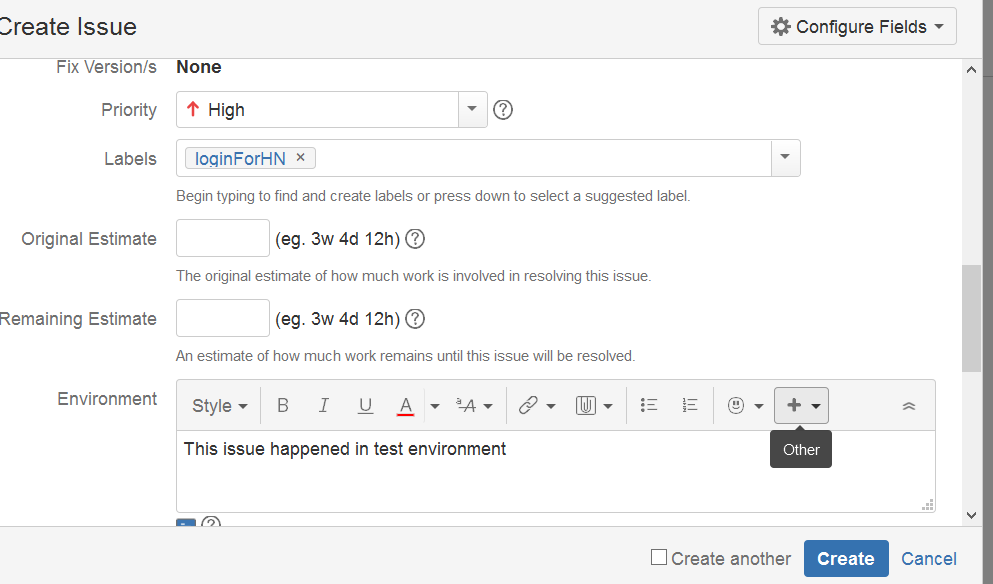 Create Issue
Configure Fields
Fix Version/s None
Priority High
Labels loginForHN ×
Begin typing to find and create labels or press down to select a suggested label.
Original Estimate (eg. 3w 4d 12h) ?
The original estimate of how much work is involved in resolving this issue.
Remaining Estimate (eg. 3w 4d 12h) ?
An estimate of how much work remains until this issue will be resolved.
Environment Style B I U A ªA
This issue happened in test environment
Other
Create another Create Cancel